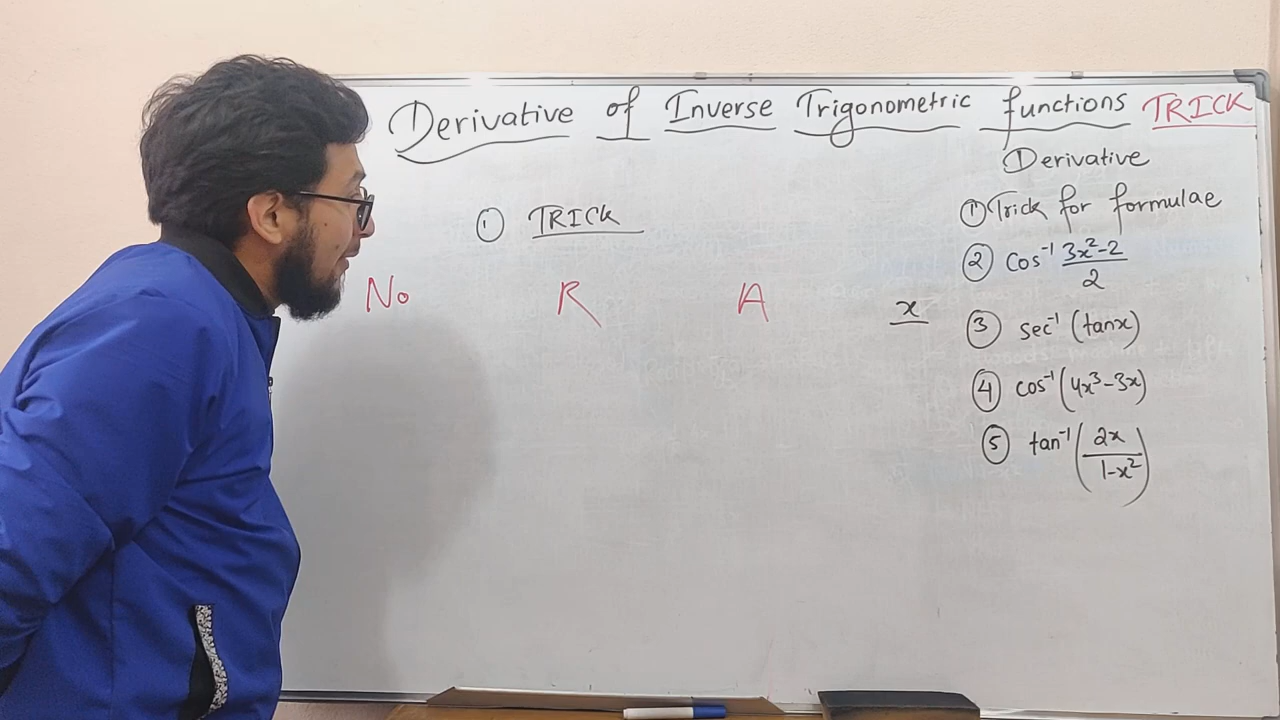 Derivative of Inverse Trigonometric functions TRICK
Derivative
① TRICK
① Trick for formulae
② Cos⁻¹ 3x²-2
2
No R A x
③ sec⁻¹ (tanx)
④ cos⁻¹(4x³-3x)
⑤ tan⁻¹(2x
1-x²)